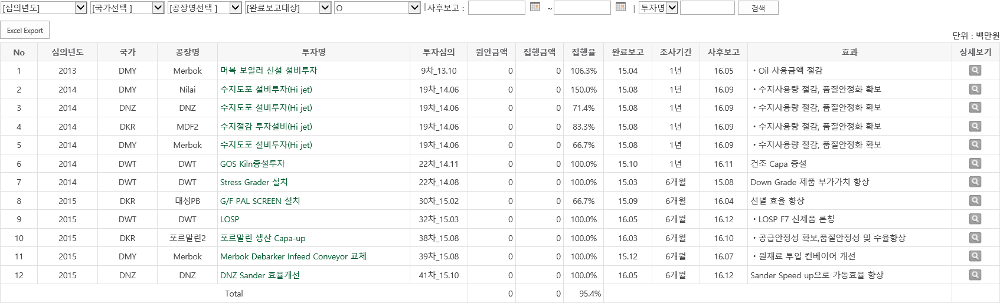 [심의년도] [국가선택 ] [공장명선택 ] [완료보고대상] O |사후보고 : ~ | 투자명 검색
Excel Export
단위 : 백만원
No 심의년도 국가 공장명 투자명 투자심의 원안금액 집행금액 집행율 완료보고 조사기간 사후보고 효과 상세보기
1 2013 DMY Merbok 머복 보일러 신설 설비투자 9차_13.10 0 0 106.3% 15.04 1년 16.05 ・Oil 사용금액 절감
2 2014 DMY Nilai 수지도포 설비투자(Hi jet) 19차_14.06 0 0 150.0% 15.08 1년 16.09 ・수지사용량 절감, 품질안정화 확보
3 2014 DNZ DNZ 수지도포 설비투자(Hi jet) 19차_14.06 0 0 71.4% 15.08 1년 16.09 ・수지사용량 절감, 품질안정화 확보
4 2014 DKR MDF2 수지절감 투자설비(Hi jet) 19차_14.06 0 0 83.3% 15.08 1년 16.09 ・수지사용량 절감, 품질안정화 확보
5 2014 DMY Merbok 수지도포 설비투자(Hi jet) 19차_14.06 0 0 66.7% 15.08 1년 16.09 ・수지사용량 절감, 품질안정화 확보
6 2014 DWT DWT GOS Kiln증설투자 22차_14.11 0 0 100.0% 15.10 1년 16.11 건조 Capa 증설
7 2014 DWT DWT Stress Grader 설치 22차_14.08 0 0 100.0% 15.03 6개월 15.08 Down Grade 제품 부가가치 향상
8 2015 DKR 대성PB G/F PAL SCREEN 설치 30차_15.02 0 0 66.7% 15.09 6개월 16.04 선별 효율 향상
9 2015 DWT DWT LOSP 32차_15.03 0 0 100.0% 16.05 6개월 16.12 ・LOSP F7 신제품 론칭
10 2015 DKR 포르말린2 포르말린 생산 Capa-up 38차_15.08 0 0 100.0% 16.03 6개월 16.10 ・공급안정성 확보,품질안정성 및 수율향상
11 2015 DMY Merbok Merbok Debarker Infeed Conveyor 교체 39차_15.08 0 0 100.0% 15.12 6개월 16.07 ・원재료 투입 컨베이어 개선
12 2015 DNZ DNZ DNZ Sander 효율개선 41차_15.10 0 0 100.0% 16.05 6개월 16.12 Sander Speed up으로 가동효율 향상
Total 0 0 95.4%